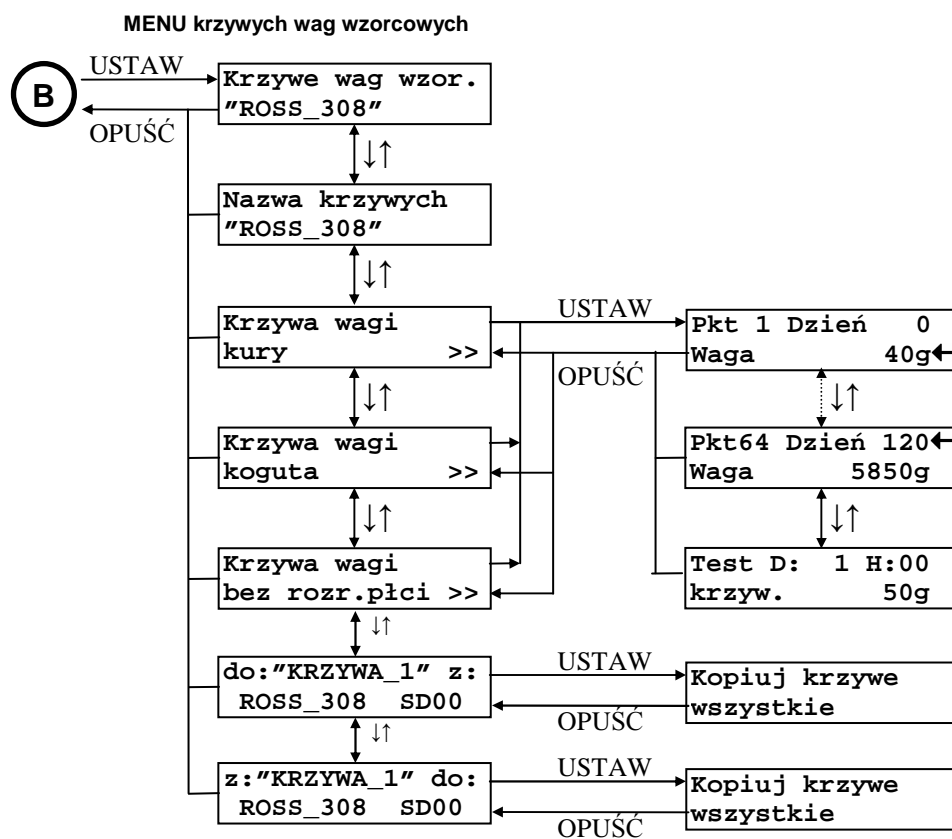 MENU krzywych wag wzorcowych
B
USTAW
OPUŚĆ
Krzywe wag wzor.
"ROSS_308"
↓↑
Nazwa krzywych
"ROSS_308"
↓↑
Krzywa wagi
kury >>
USTAW
OPUŚĆ
Pkt 1 Dzień 0
Waga 40g
↓↑
↓↑
Krzywa wagi
koguta >>
Pkt64 Dzień 120
Waga 5850g
↓↑
↓↑
Krzywa wagi
bez rozr.płci >>
Test D: 1 H:00
krzyw. 50g
↓↑
do:"KRZYWA_1" z:
ROSS_308 SD00
USTAW
OPUŚĆ
Kopiuj krzywe
wszystkie
↓↑
z:"KRZYWA_1" do:
ROSS_308 SD00
USTAW
OPUŚĆ
Kopiuj krzywe
wszystkie